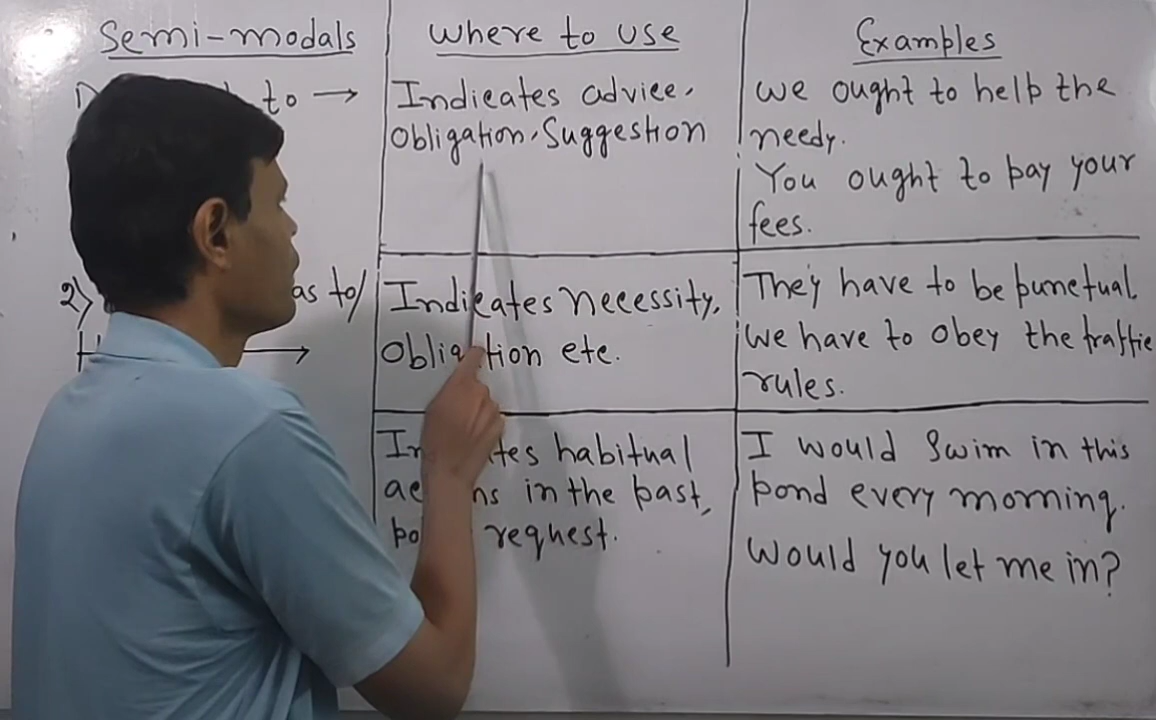 Semi-modals
to →
2) as to/
→
Where to use
Indicates advice,
Obligation, Suggestion
Indicates necessity,
Obligation etc.
habitual
in the past,
request.
Examples
We ought to help the
needy.
You ought to pay your
fees.
They have to be punctual.
We have to obey the traffic
rules.
I would swim in this
pond every morning.
Would you let me in?